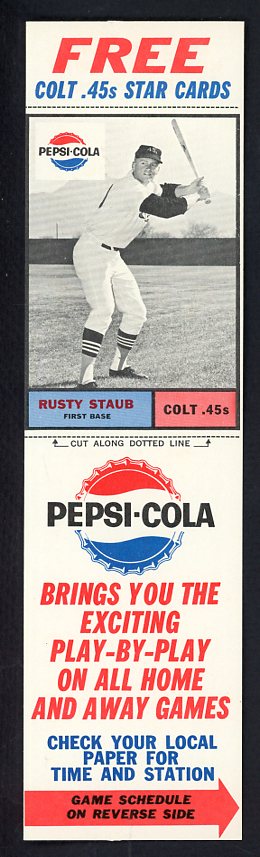 FREE
COLT .45s STAR CARDS
PEPSI-COLA
RUSTY STAUB
FIRST BASE
COLT .45s
CUT ALONG DOTTED LINE
PEPSI-COLA
BRINGS YOU THE
EXCITING
PLAY-BY-PLAY
ON ALL HOME
AND AWAY GAMES
CHECK YOUR LOCAL
PAPER FOR
TIME AND STATION
GAME SCHEDULE
ON REVERSE SIDE